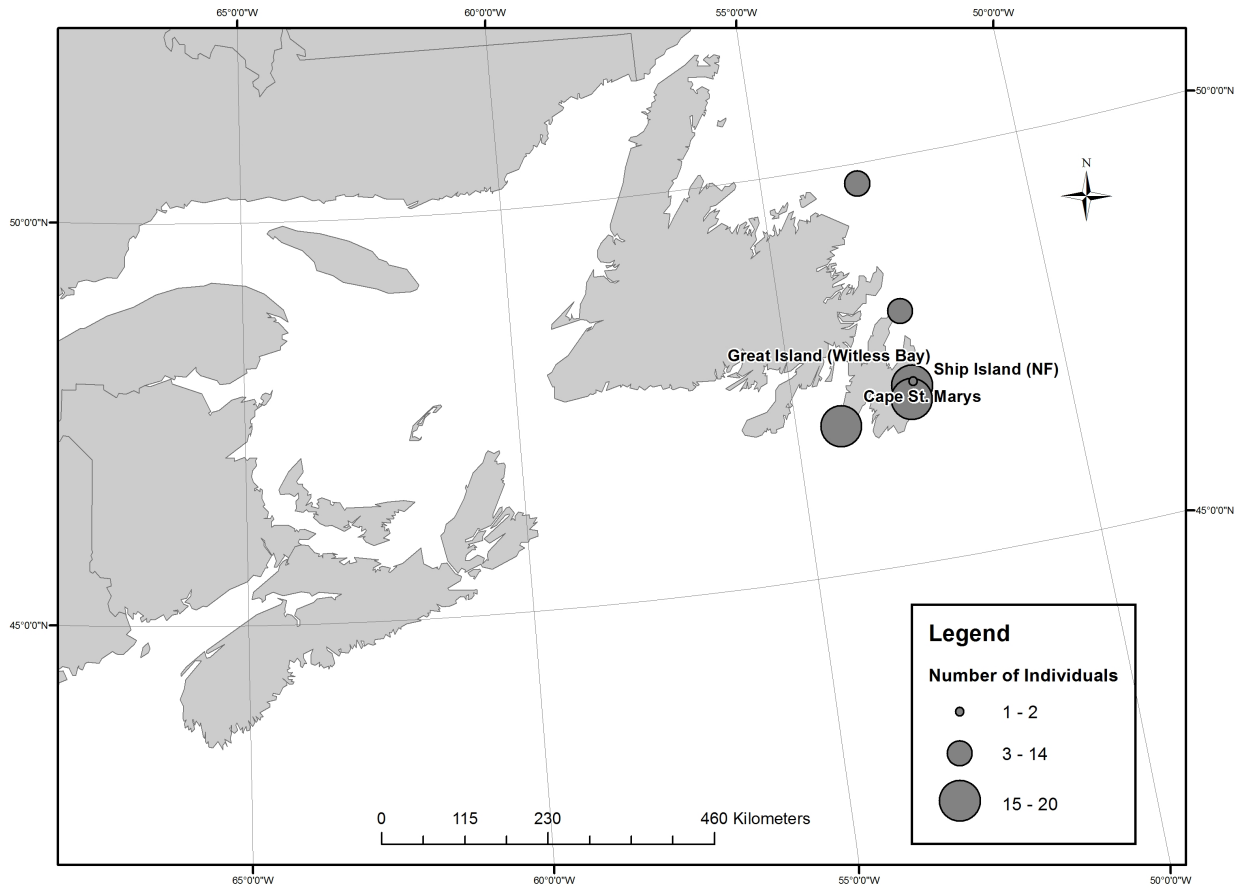 65°0'0"W 60°0'0"W 55°0'0"W 50°0'0"W
50°0'0"N
N
50°0'0"N
Great Island (Witless Bay)
Ship Island (NF)
Cape St. Marys
45°0'0"N
45°0'0"N
Legend
Number of Individuals
1 - 2
3 - 14
15 - 20
0 115 230 460 Kilometers
65°0'0"W 60°0'0"W 55°0'0"W 50°0'0"W